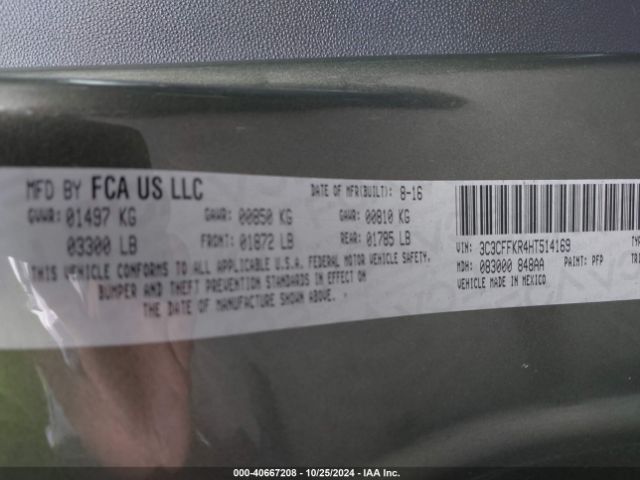 MFD BY FCA US LLC DATE OF MFR(BUILT): 8-16
GVWR: 01497 KG GAWR: 00850 KG GAWR: 00810 KG
03300 LB FRONT: 01872 LB REAR: 01785 LB
THIS VEHICLE CONFORMS TO ALL APPLICABLE U.S.A. FEDERAL MOTOR VEHICLE SAFETY,
BUMPER AND THEFT PREVENTION STANDARDS IN EFFECT ON
THE DATE OF MANUFACTURE SHOWN ABOVE.
VIN: 3C3CFFKR4HT514169
MDH: 083000 848AA PAINT: PFP
VEHICLE MADE IN MEXICO
000-40667208 - 10/25/2024 - IAA Inc.